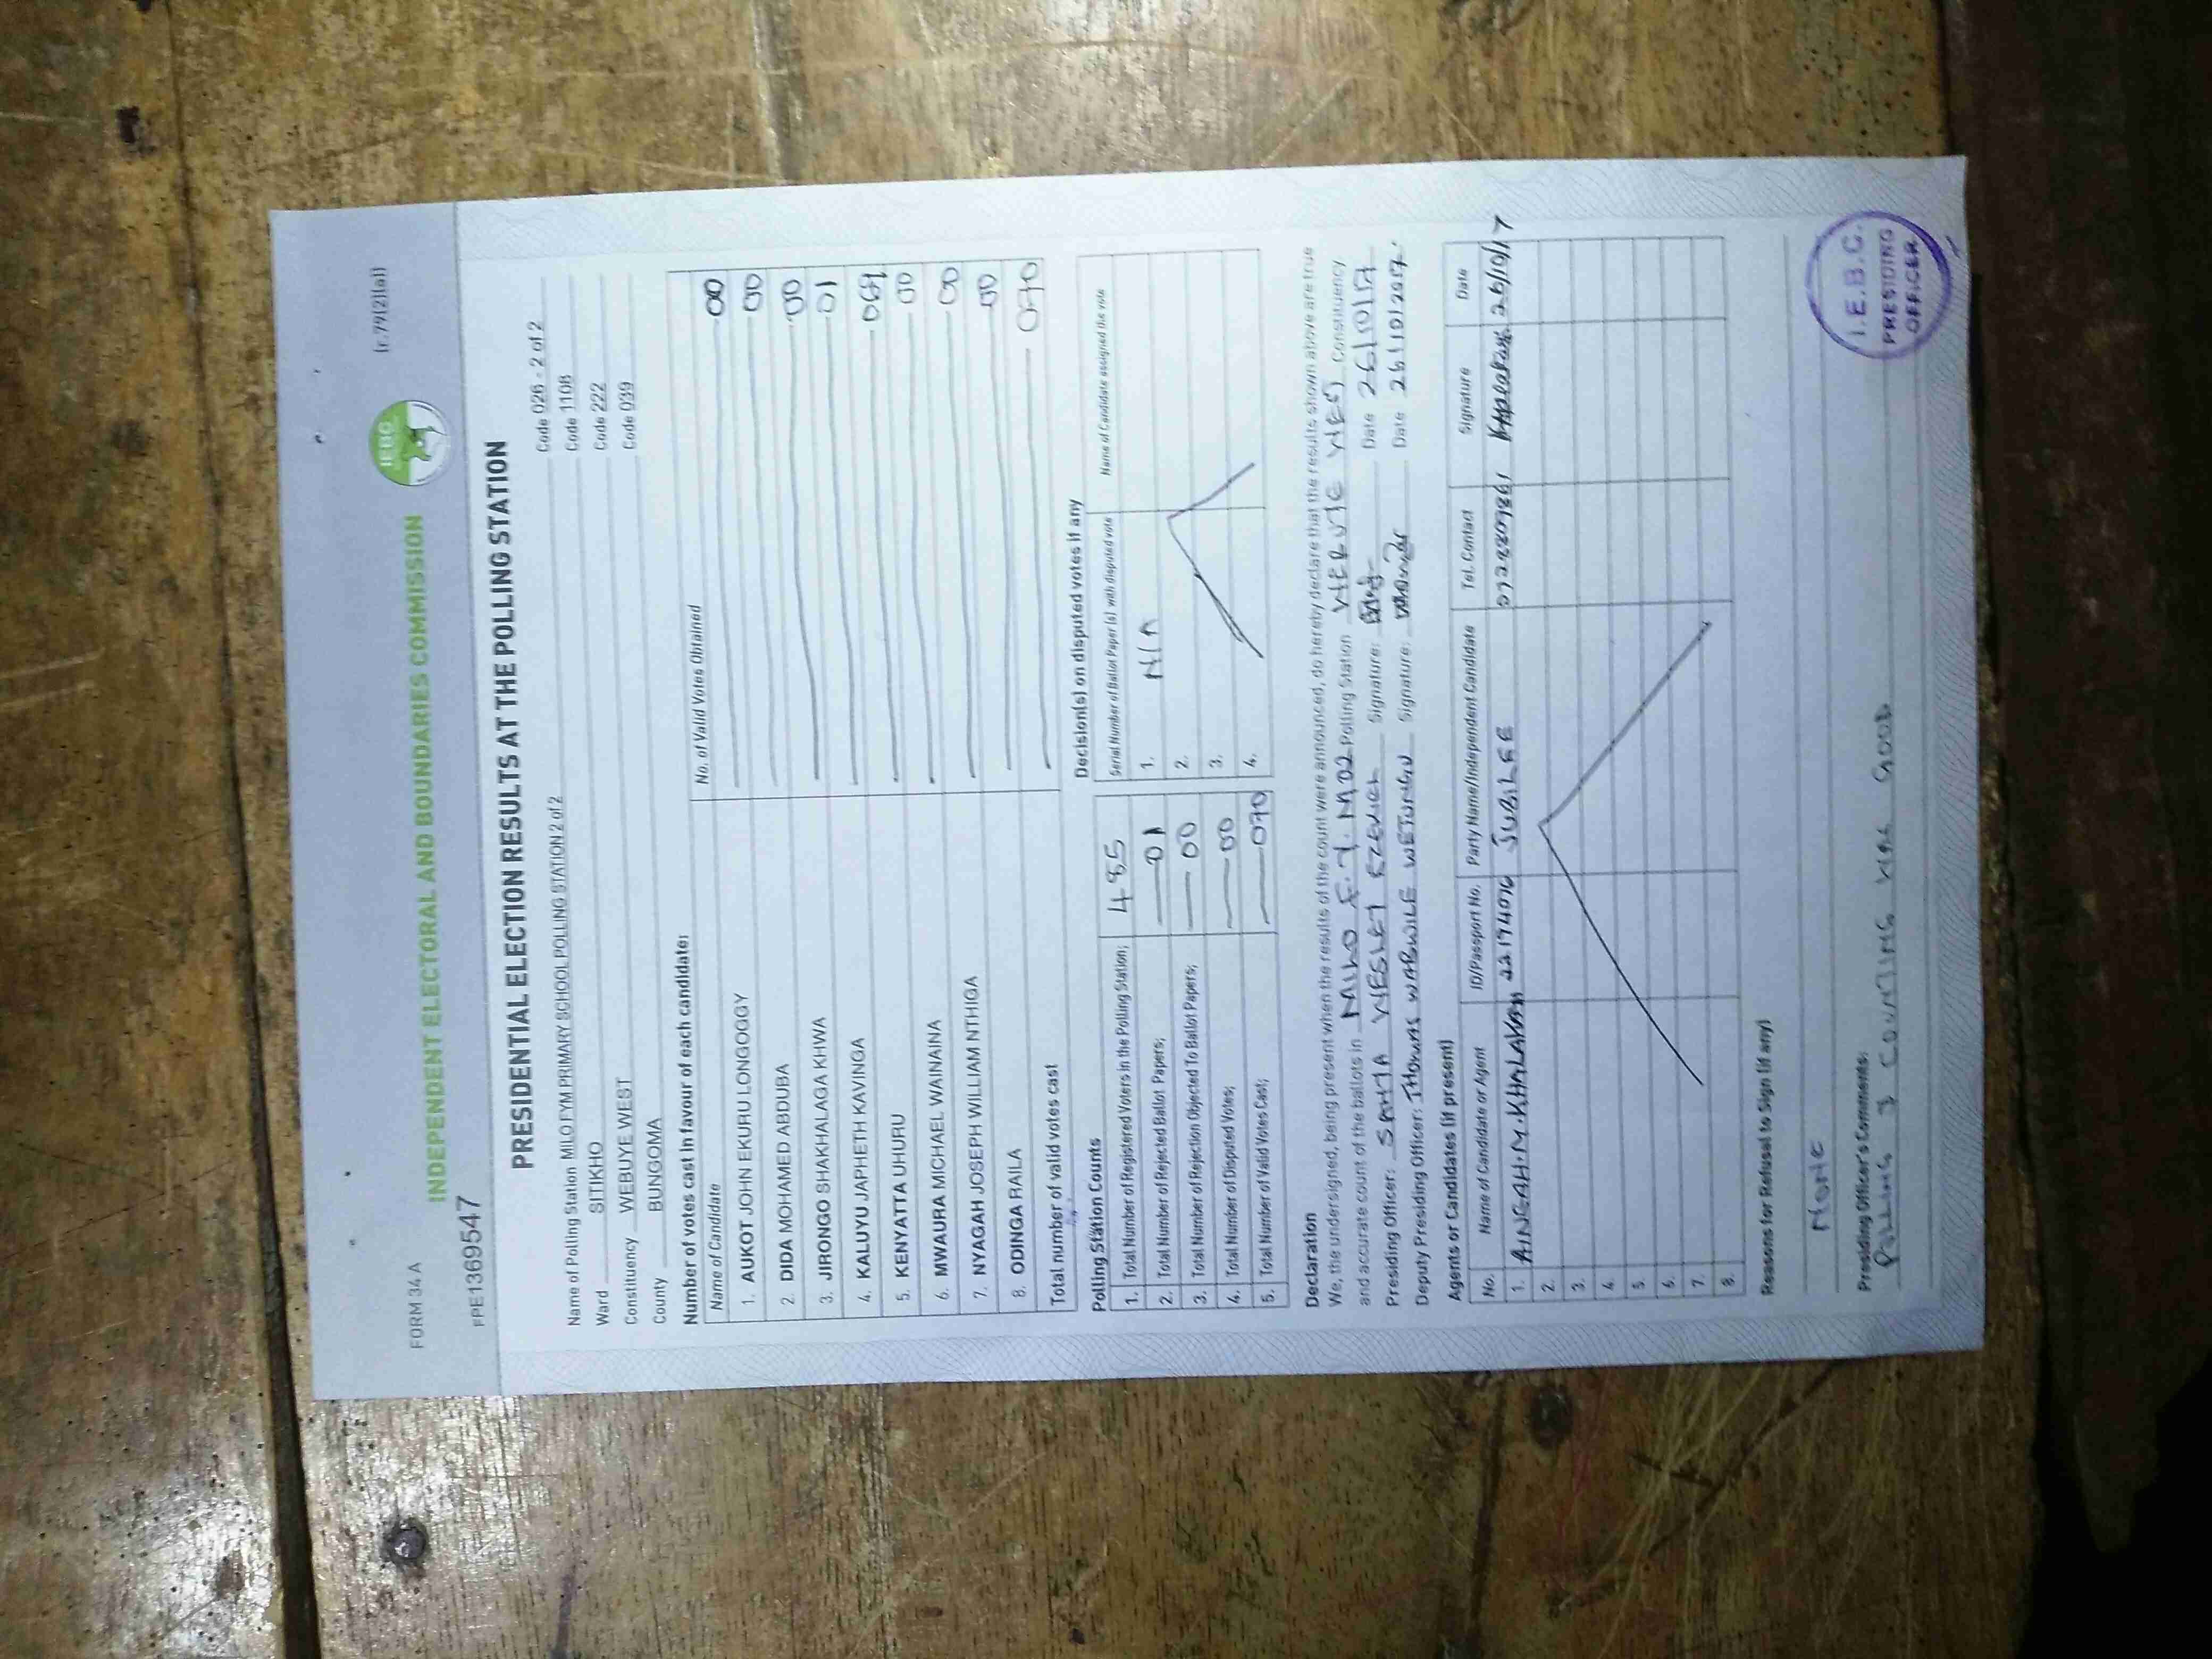 FORM 34 A
(r.79(2)(a))
IEBC
INDEPENDENT ELECTORAL AND BOUNDARIES COMMISSION
FPE1369547
PRESIDENTIAL ELECTION RESULTS AT THE POLLING STATION
Name of Polling Station MILO FYM PRIMARY SCHOOL POLLING STATION 2 of 2 Code 026 - 2 of 2
Ward SITIKHO Code 1108
Constituency WEBUYE WEST Code 222
County BUNGOMA Code 039
Number of votes cast in favour of each candidate:
Name of Candidate No. of Valid Votes Obtained
1. AUKOT JOHN EKURU LONGOGGY 00
2. DIDA MOHAMED ABDUBA 00
3. JIRONGO SHAKHALAGA KHWA 00
4. KALUYU JAPHETH KAVINGA 01
5. KENYATTA UHURU 069
6. MWAURA MICHAEL WAINAINA 00
7. NYAGAH JOSEPH WILLIAM NTHIGA 00
8. ODINGA RAILA 00
Total number of valid votes cast 070
Polling Station Counts
1. Total Number of Registered Voters in the Polling Station; 485
2. Total Number of Rejected Ballot Papers; 01
3. Total Number of Rejection Objected To Ballot Papers; 00
4. Total Number of Disputed Votes; 00
5. Total Number of Valid Votes Cast; 070
Decision(s) on disputed votes if any
Serial Number of Ballot Paper(s) with disputed vote Name of Candidate assigned the vote
1. N/A
2.
3.
4.
Declaration
We, the undersigned, being present when the results of the count were announced, do hereby declare that the results shown above are true
and accurate count of the ballots in MILO F.Y.M 02 Polling Station WEBUYE WEST Constituency
Presiding Officer: WESLEY Signature: Date 26/10/17
Deputy Presiding Officer: THOMAS WABWILE WETUNGU Signature: Date 26/10/2017
Agents or Candidates (if present)
No. Name of Candidate or Agent ID/Passport No. Party Name/Independent Candidate Tel. Contact Signature Date
1. AINEAH.M.KHALAKAI 22174076 JUBILEE 26/10/17
2.
3.
4.
5.
6.
7.
8.
Reasons for Refusal to Sign (if any)
NONE
Presiding Officer's Comments:
POLLING & COUNTING WAS GOOD
I.E.B.C.
PRESIDING
OFFICER